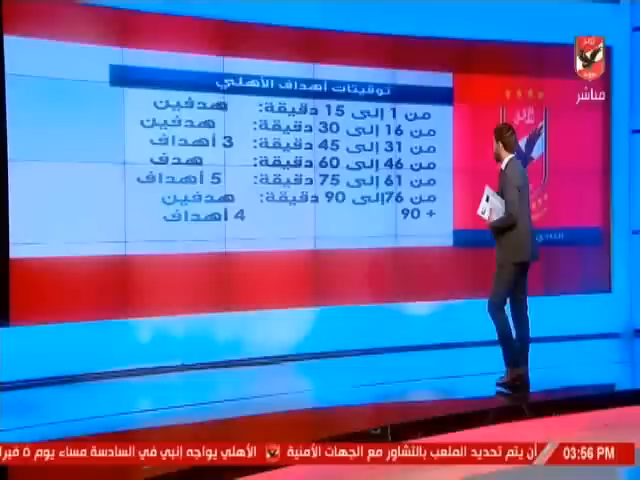 مباشر
توقيتات أهداف الأهلي
من 1 إلى 15 دقيقة: هدفين
من 16 إلى 30 دقيقة: هدفين
من 31 إلى 45 دقيقة: 3 أهداف
من 46 إلى 60 دقيقة: هدف
من 61 إلى 75 دقيقة: 5 أهداف
من 76إلى 90 دقيقة: هدفين
90 + 4 أهداف
03:56 PM
أن يتم تحديد الملعب بالتشاور مع الجهات الأمنية
الأهلي يواجه إنبي في السادسة مساء يوم ٥